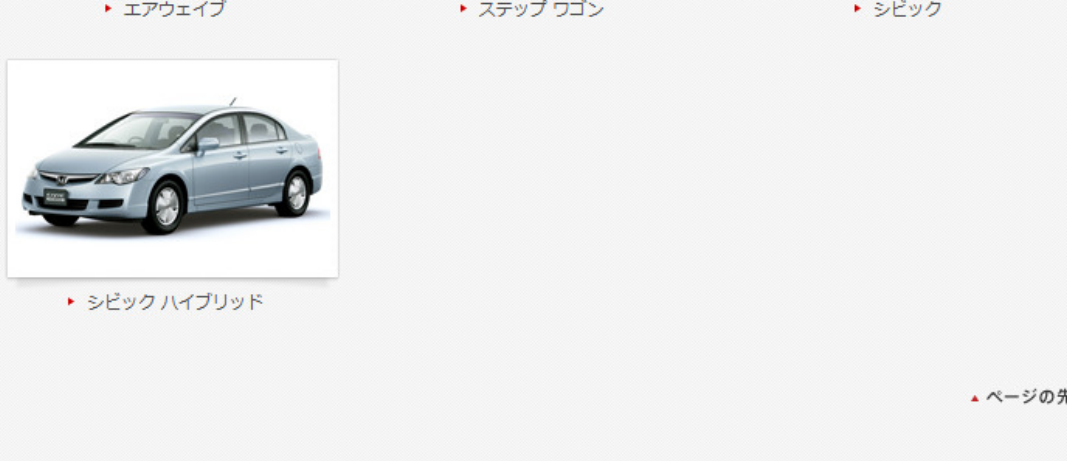 エアウェイブ
ステップ ワゴン
シビック
シビック ハイブリッド
ページの先